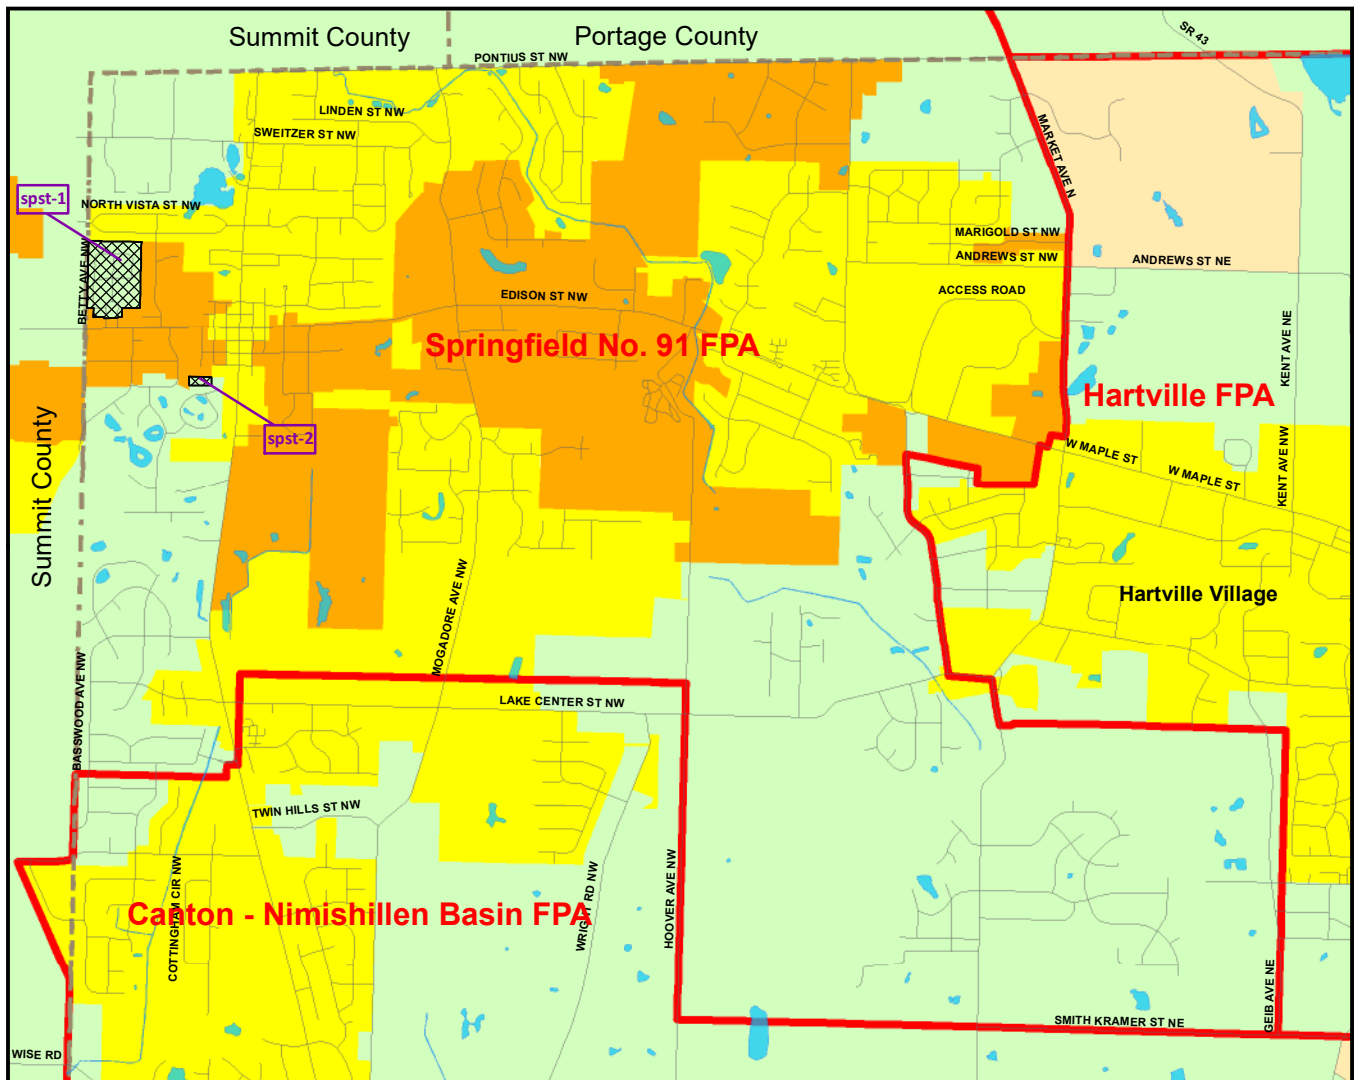 Summit County
Portage County
SR 43
PONTIUS ST NW
LINDEN ST NW
SWEITZER ST NW
MARKET AVE N
spst-1
NORTH VISTA ST NW
MARIGOLD ST NW
ANDREWS ST NW
ANDREWS ST NE
BETTY AVE NW
EDISON ST NW
ACCESS ROAD
KENT AVE NE
Springfield No. 91 FPA
Hartville FPA
spst-2
W MAPLE ST
W MAPLE ST
KENT AVE NW
Summit County
Hartville Village
MOGADORE AVE NW
BASSWOOD AVE NW
LAKE CENTER ST NW
TWIN HILLS ST NW
COTTINGHAM CIR NW
Canton - Nimishillen Basin FPA
WRIGHT RD NW
HOOVER AVE NW
GEIB AVE NE
SMITH KRAMER ST NE
WISE RD